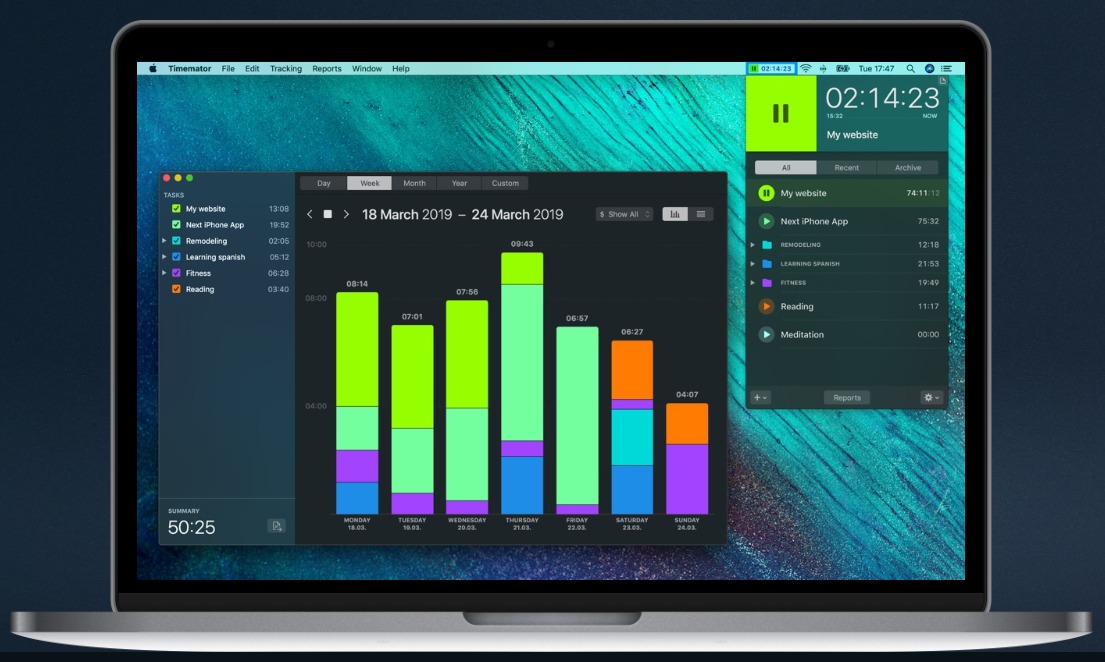 Timemator File Edit Tracking Reports Window Help
02:14:23 Tue 17:47
02:14:23
15:32 NOW
My website
All Recent Archive
My website 74:11:12
Next iPhone App 75:32
REMODELING 12:18
LEARNING SPANISH 21:53
FITNESS 19:49
Reading 11:17
Meditation 00:00
Reports
TASKS
My website 13:08
Next iPhone App 19:52
Remodeling 02:05
Learning spanish 05:12
Fitness 06:28
Reading 03:40
SUMMARY
50:25
Day Week Month Year Custom
18 March 2019 – 24 March 2019
$ Show All
10:00
08:00
04:00
08:14
07:01
07:56
09:43
06:57
06:27
04:07
MONDAY
18.03.
TUESDAY
19.03.
WEDNESDAY
20.03.
THURSDAY
21.03.
FRIDAY
22.03.
SATURDAY
23.03.
SUNDAY
24.03.